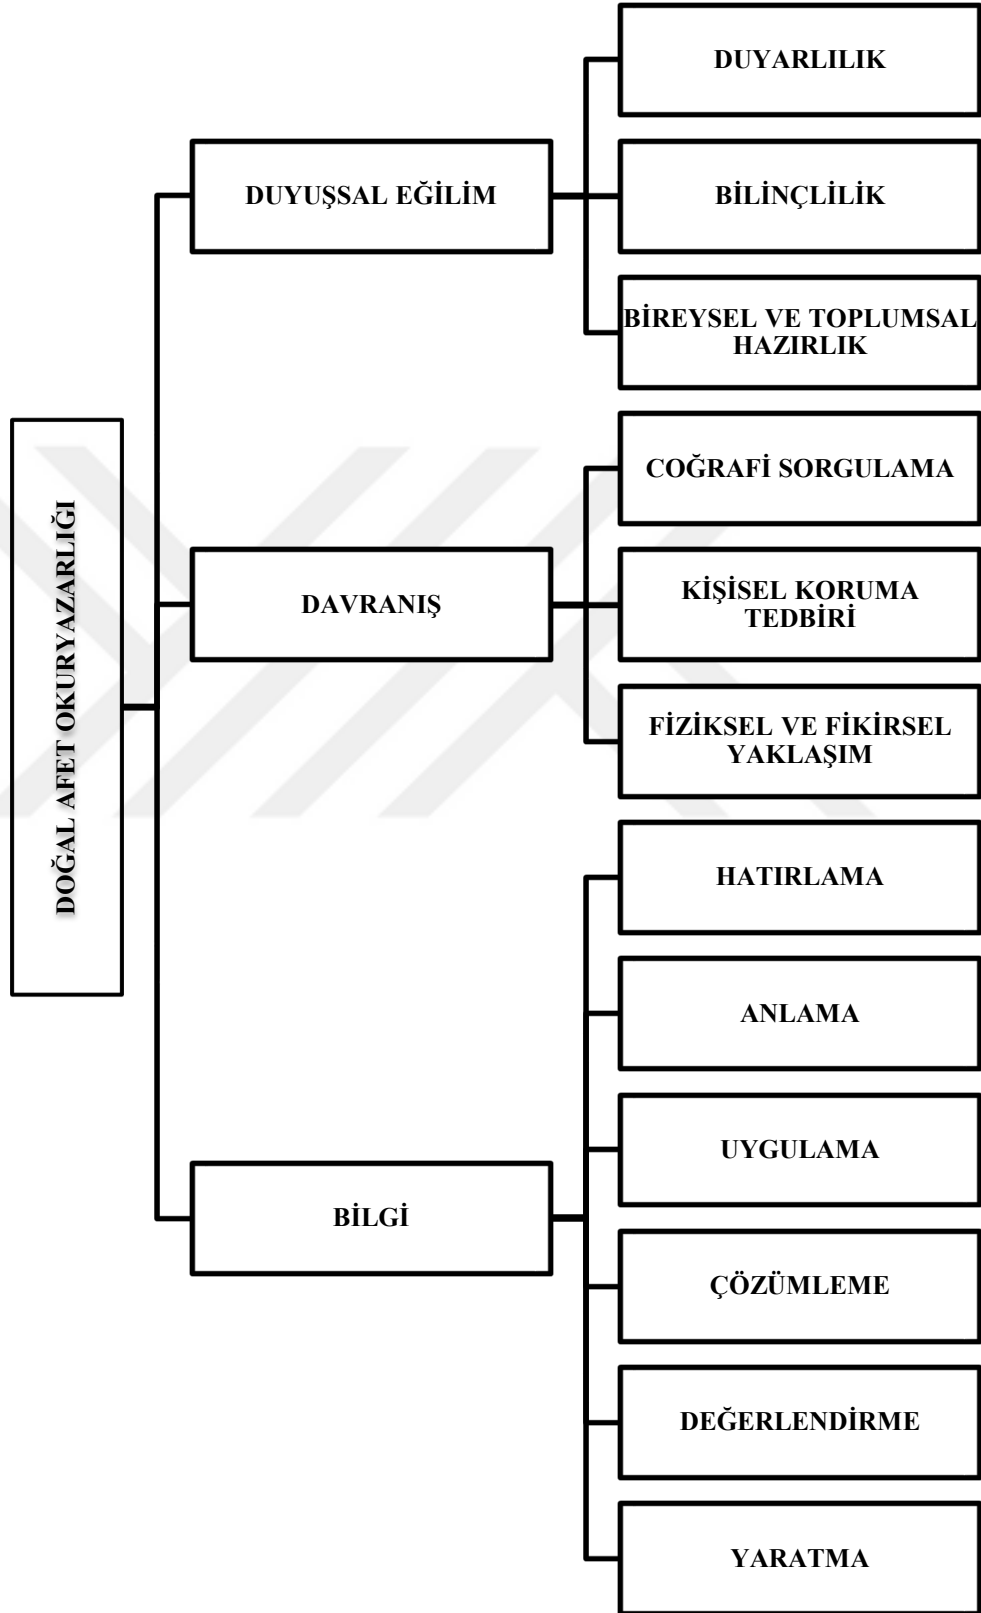 DOĞAL AFET OKURYAZARLIĞI
DUYUŞSAL EĞİLİM
DUYARLILIK
BİLİNÇLİLİK
BİREYSEL VE TOPLUMSAL
HAZIRLIK
DAVRANIŞ
COĞRAFİ SORGULAMA
KİŞİSEL KORUMA
TEDBİRİ
FİZİKSEL VE FİKİRSEL
YAKLAŞIM
BİLGİ
HATIRLAMA
ANLAMA
UYGULAMA
ÇÖZÜMLEME
DEĞERLENDİRME
YARATMA